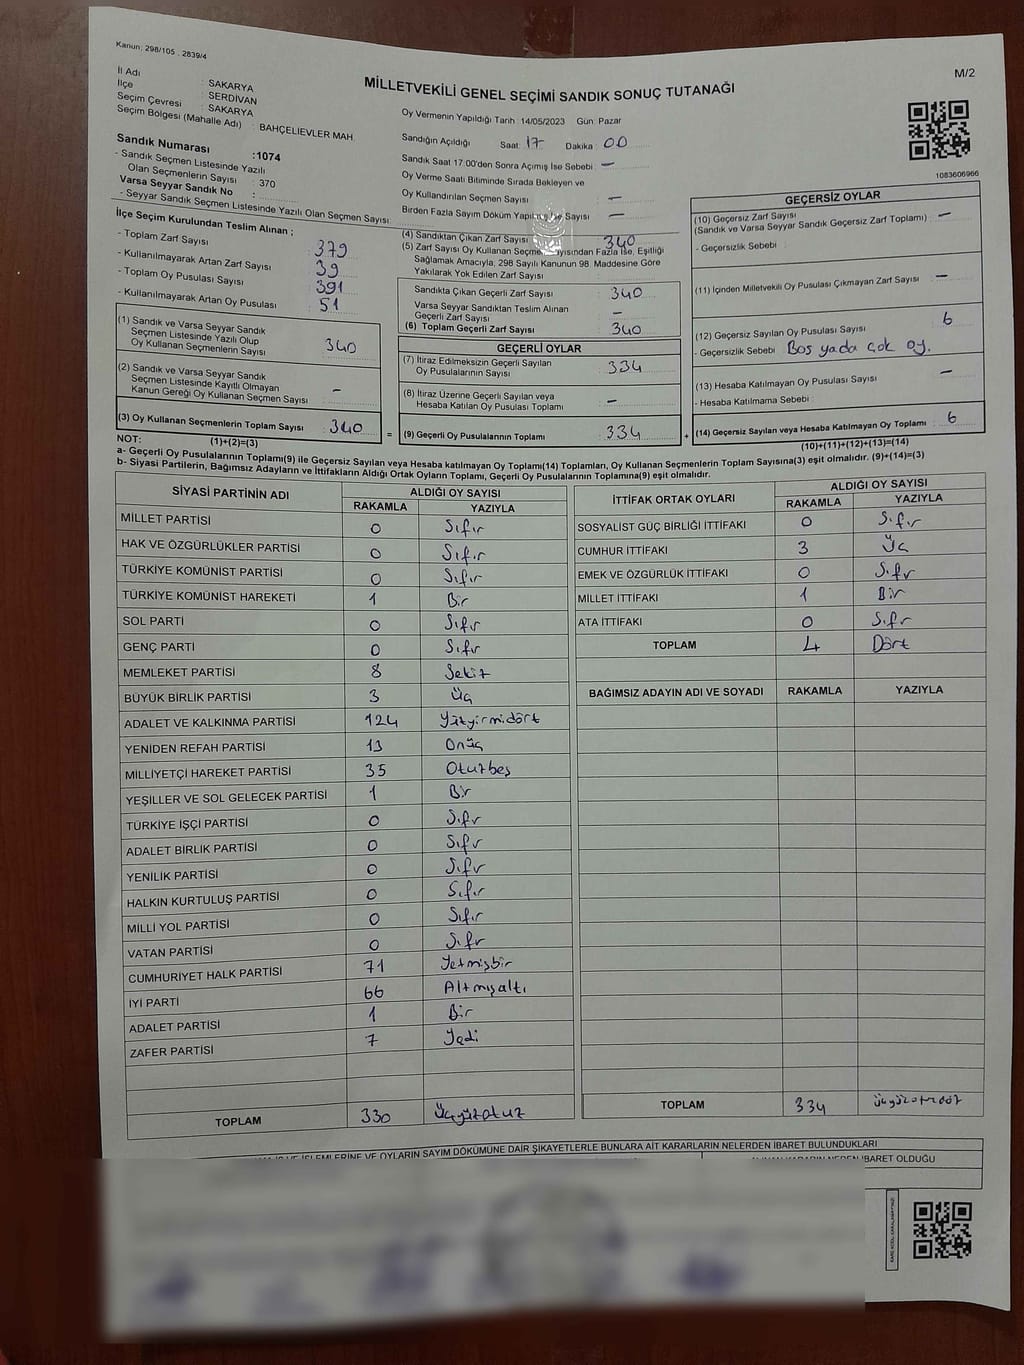 Kanun; 298/105 , 2839/4
M/2
MİLLETVEKİLİ GENEL SEÇİMİ SANDIK SONUÇ TUTANAĞI
İl Adı : SAKARYA
İlçe : SERDİVAN
Seçim Çevresi : SAKARYA
Seçim Bölgesi (Mahalle Adı) : BAHÇELİEVLER MAH.
Sandık Numarası :1074
- Sandık Seçmen Listesinde Yazılı
Olan Seçmenlerin Sayısı : 370
Varsa Seyyar Sandık No :
- Seyyar Sandık Seçmen Listesinde Yazılı Olan Seçmen Sayısı:
Oy Vermenin Yapıldığı Tarih: 14/05/2023 Gün: Pazar
Sandığın Açıldığı Saat: 17 Dakika : 00
Sandık Saat 17:00'den Sonra Açımış İse Sebebi : -
Oy Verme Saati Bitiminde Sırada Bekleyen ve
Oy Kullandırılan Seçmen Sayısı : -
Birden Fazla Sayım Döküm Sayısı : -
1083606966
İlçe Seçim Kurulundan Teslim Alınan ;
- Toplam Zarf Sayısı : 379
- Kullanılmayarak Artan Zarf Sayısı : 39
- Toplam Oy Pusulası Sayısı : 391
- Kullanılmayarak Artan Oy Pusulası : 51
(1) Sandık ve Varsa Seyyar Sandık
Seçmen Listesinde Yazılı Olup
Oy Kullanan Seçmenlerin Sayısı : 340
(2) Sandık ve Varsa Seyyar Sandık
Seçmen Listesinde Kayıtlı Olmayan
Kanun Gereği Oy Kullanan Seçmen Sayısı : -
(3) Oy Kullanan Seçmenlerin Toplam Sayısı : 340
(4) Sandıktan Çıkan Zarf Sayısı : 340
(5) Zarf Sayısı Oy Kullanan Seçmen Sayısından Fazla İse, Eşitliği
Sağlamak Amacıyla, 298 Sayılı Kanunun 98. Maddesine Göre
Yakılarak Yok Edilen Zarf Sayısı :
Sandıkta Çıkan Geçerli Zarf Sayısı : 340
Varsa Seyyar Sandıktan Teslim Alınan
Geçerli Zarf Sayısı : -
(6) Toplam Geçerli Zarf Sayısı : 340
GEÇERLİ OYLAR
(7) İtiraz Edilmeksizin Geçerli Sayılan
Oy Pusulalarının Sayısı : 334
(8) İtiraz Üzerine Geçerli Sayılan veya
Hesaba Katılan Oy Pusulası Toplamı : -
= (9) Geçerli Oy Pusulalarının Toplamı : 334
GEÇERSİZ OYLAR
(10) Geçersiz Zarf Sayısı : -
(Sandık ve Varsa Seyyar Sandık Geçersiz Zarf Toplamı)
- Geçersizlik Sebebi :
(11) İçinden Milletvekili Oy Pusulası Çıkmayan Zarf Sayısı : -
(12) Geçersiz Sayılan Oy Pusulası Sayısı : 6
- Geçersizlik Sebebi : Boş yada çok oy.
(13) Hesaba Katılmayan Oy Pusulası Sayısı : -
- Hesaba Katılmama Sebebi :
+ (14) Geçersiz Sayılan veya Hesaba Katılmayan Oy Toplamı : 6
NOT: (1)+(2)=(3)
(10)+(11)+(12)+(13)=(14)
a- Geçerli Oy Pusulalarının Toplamı(9) ile Geçersiz Sayılan veya Hesaba katılmayan Oy Toplamı(14) Toplamları, Oy Kullanan Seçmenlerin Toplam Sayısına(3) eşit olmalıdır. (9)+(14)=(3)
b- Siyasi Partilerin, Bağımsız Adayların ve İttifakların Aldığı Ortak Oyların Toplamı, Geçerli Oy Pusulalarının Toplamına(9) eşit olmalıdır.
SİYASİ PARTİNİN ADI ALDIĞI OY SAYISI
RAKAMLA YAZIYLA
MİLLET PARTİSİ 0 Sıfır
HAK VE ÖZGÜRLÜKLER PARTİSİ 0 Sıfır
TÜRKİYE KOMÜNİST PARTİSİ 0 Sıfır
TÜRKİYE KOMÜNİST HAREKETİ 1 Bir
SOL PARTİ 0 Sıfır
GENÇ PARTİ 0 Sıfır
MEMLEKET PARTİSİ 8 Sekiz
BÜYÜK BİRLİK PARTİSİ 3 Üç
ADALET VE KALKINMA PARTİSİ 124 Yüzyirmidört
YENİDEN REFAH PARTİSİ 13 Onüç
MİLLİYETÇİ HAREKET PARTİSİ 35 Otuzbeş
YEŞİLLER VE SOL GELECEK PARTİSİ 1 Bir
TÜRKİYE İŞÇİ PARTİSİ 0 Sıfır
ADALET BİRLİK PARTİSİ 0 Sıfır
YENİLİK PARTİSİ 0 Sıfır
HALKIN KURTULUŞ PARTİSİ 0 Sıfır
MİLLİ YOL PARTİSİ 0 Sıfır
VATAN PARTİSİ 0 Sıfır
CUMHURİYET HALK PARTİSİ 71 Yetmişbir
İYİ PARTİ 66 Altmışaltı
ADALET PARTİSİ 1 Bir
ZAFER PARTİSİ 7 Yedi
TOPLAM 330 Üçyüzotuz
İTTİFAK ORTAK OYLARI ALDIĞI OY SAYISI
RAKAMLA YAZIYLA
SOSYALİST GÜÇ BİRLİĞİ İTTİFAKI 0 Sıfır
CUMHUR İTTİFAKI 3 Üç
EMEK VE ÖZGÜRLÜK İTTİFAKI 0 Sıfır
MİLLET İTTİFAKI 1 Bir
ATA İTTİFAKI 0 Sıfır
TOPLAM 4 Dört
BAĞIMSIZ ADAYIN ADI VE SOYADI RAKAMLA YAZIYLA
TOPLAM 334 üçyüzotuzdört
İŞLEMLERİNE VE OYLARIN SAYIM DÖKÜMÜNE DAİR ŞİKAYETLERLE BUNLARA AİT KARARLARIN NELERDEN İBARET BULUNDUKLARI
KARARIN NEDEN İBARET OLDUĞU